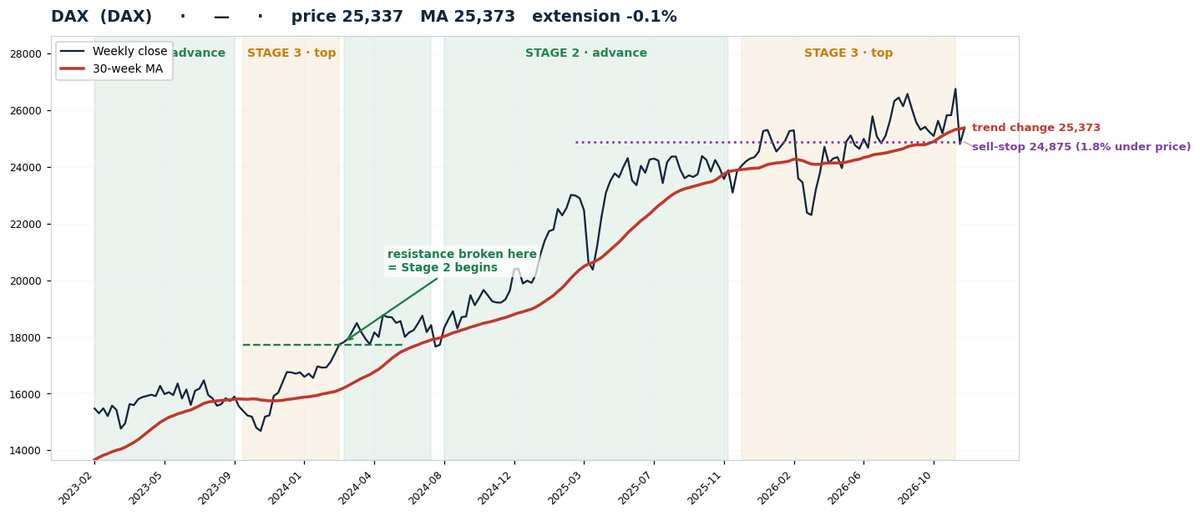 DAX (DAX) · — · price 25,337 MA 25,373 extension -0.1%
Weekly close
30-week MA
advance
STAGE 3 · top
STAGE 2 · advance
STAGE 3 · top
28000
26000
24000
22000
20000
18000
16000
14000
trend change 25,373
sell-stop 24,875 (1.8% under price)
resistance broken here
= Stage 2 begins
2023-02
2023-05
2023-09
2024-01
2024-04
2024-08
2024-12
2025-03
2025-07
2025-11
2026-02
2026-06
2026-10